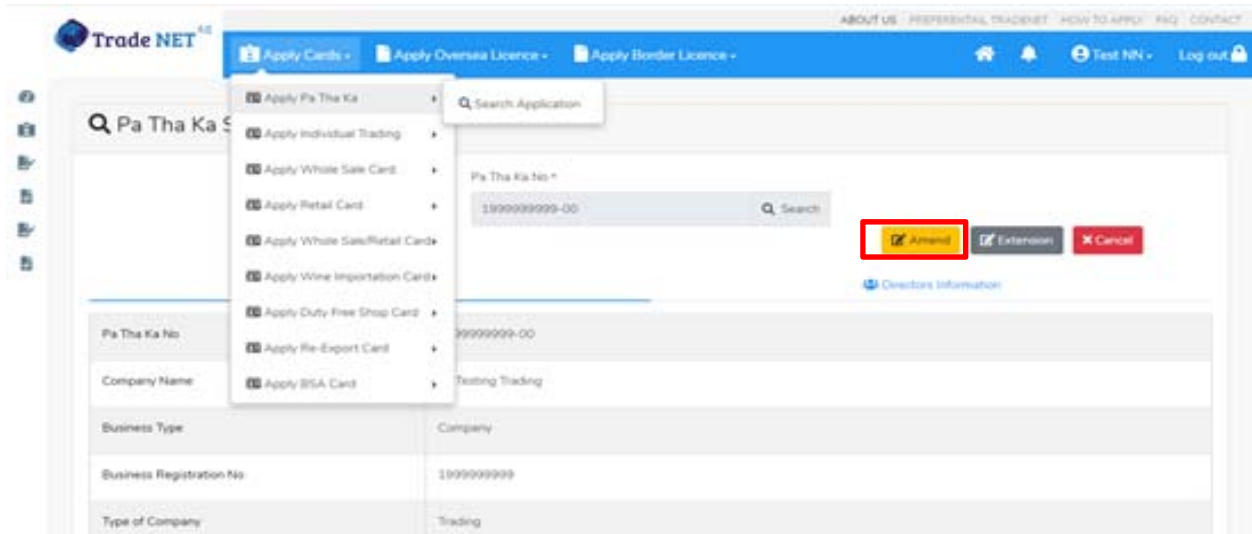 ABOUT US PREFERENTIAL TRADENET HOW TO APPLY FAQ CONTACT
Trade NET
Apply Cards Apply Oversea Licence Apply Border Licence Test NN Log out
Apply Pa Tha Ka
Search Application
Pa Tha Ka S
Apply Individual Trading
Apply Whole Sale Card
Pa Tha Ka No *
Apply Retail Card
1999999999-00 Search
Apply Whole Sale/Retail Card
Amend Extension Cancel
Apply Wine Importation Card
Directors Information
Apply Duty Free Shop Card
Pa Tha Ka No 99999999-00
Apply Re-Export Card
Company Name Testing Trading
Apply BSA Card
Business Type Company
Business Registration No 1999999999
Type of Company Trading